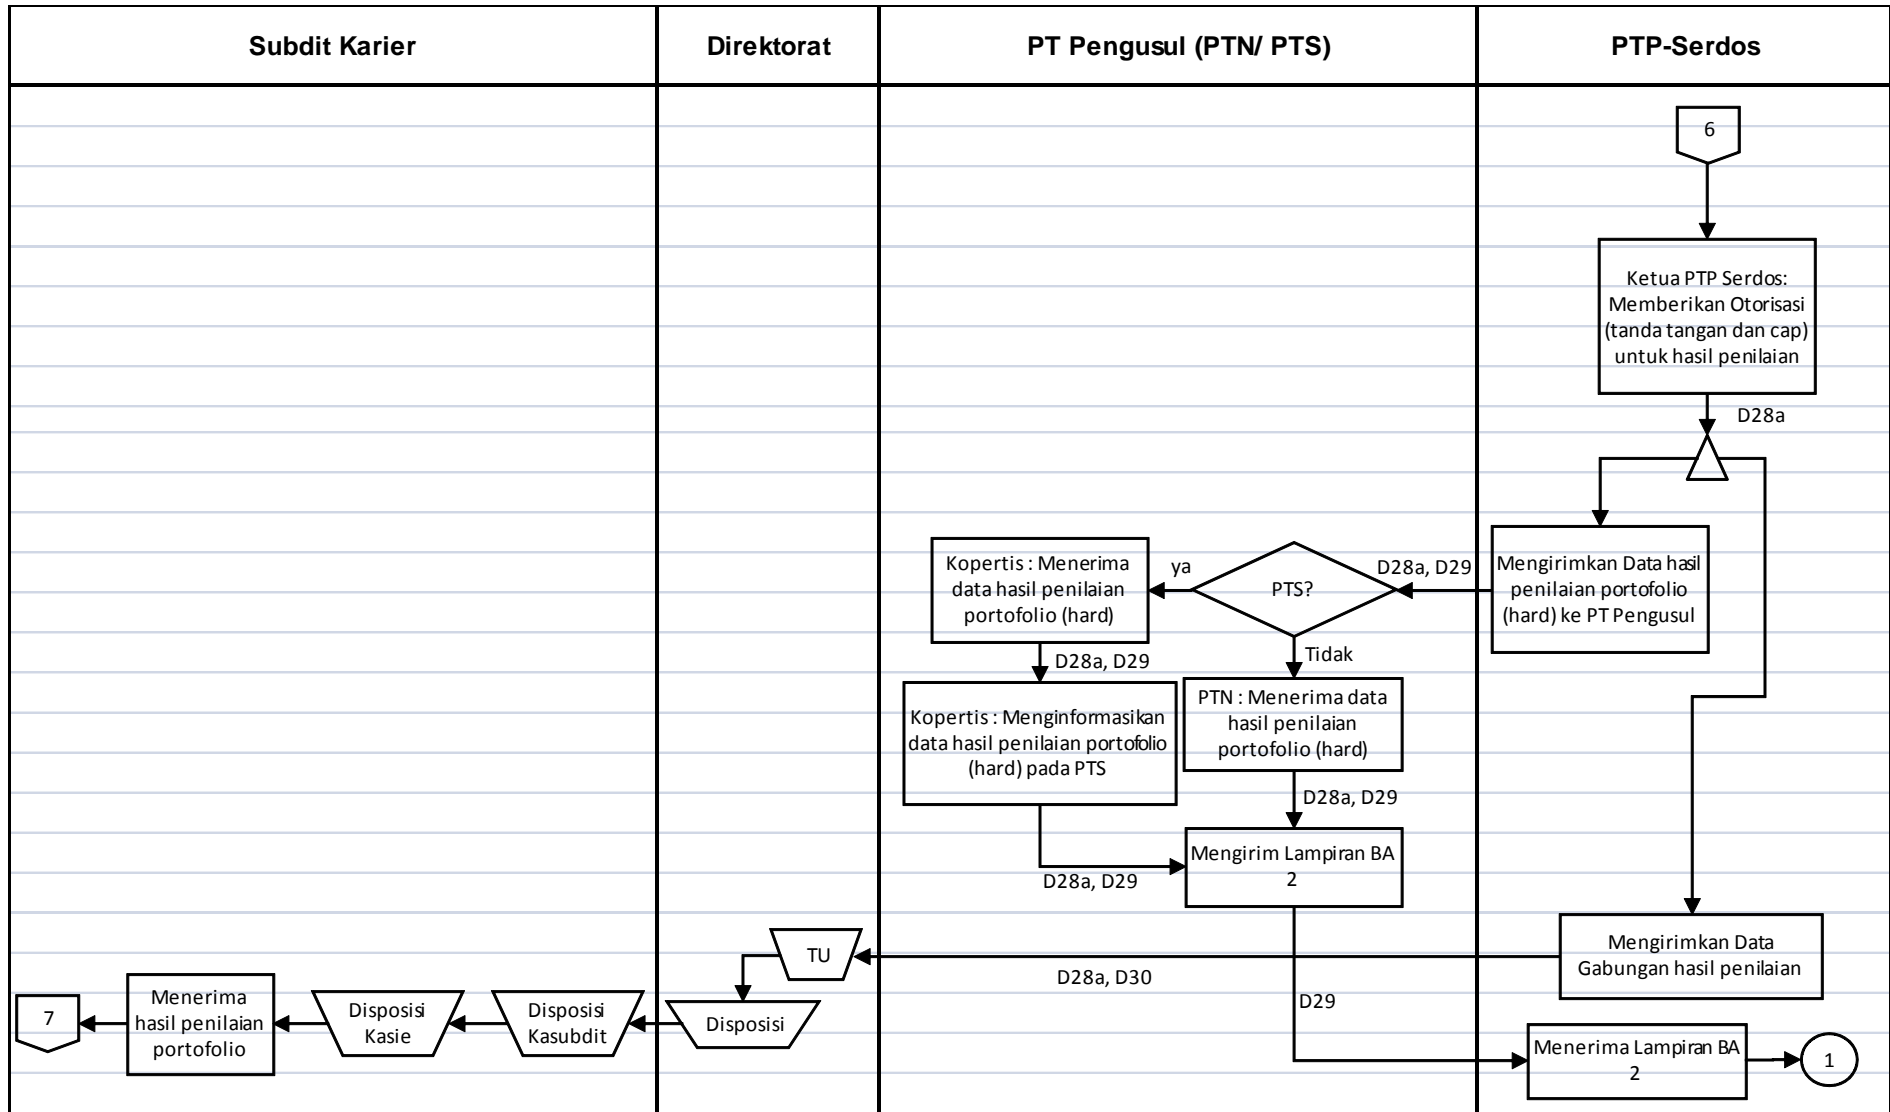 Subdit Karier
Direktorat
PT Pengusul (PTN/ PTS)
PTP-Serdos
6
Ketua PTP Serdos:
Memberikan Otorisasi
(tanda tangan dan cap)
untuk hasil penilaian
D28a
Mengirimkan Data hasil
penilaian portofolio
(hard) ke PT Pengusul
D28a, D29
PTS?
ya
Kopertis : Menerima
data hasil penilaian
portofolio (hard)
D28a, D29
Tidak
Kopertis : Menginformasikan
data hasil penilaian portofolio
(hard) pada PTS
PTN : Menerima data
hasil penilaian
portofolio (hard)
D28a, D29
D28a, D29
Mengirim Lampiran BA
2
Mengirimkan Data
Gabungan hasil penilaian
D28a, D30
TU
Disposisi
Disposisi
Kasubdit
Disposisi
Kasie
Menerima
hasil penilaian
portofolio
7
D29
Menerima Lampiran BA
2
1